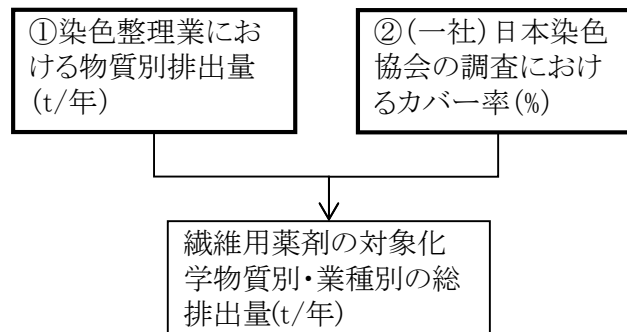 ①染色整理業にお
ける物質別排出量
(t/年)
②(一社)日本染色
協会の調査におけ
るカバー率(%)
繊維用薬剤の対象化
学物質別・業種別の総
排出量(t/年)